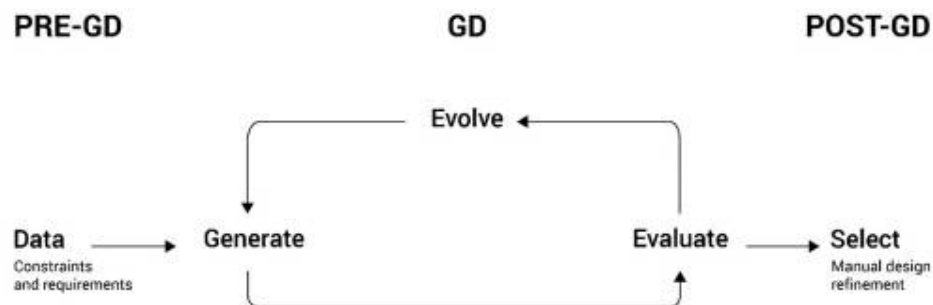 PRE-GD
GD
POST-GD
Evolve
Data
Constraints
and requirements
Generate
Evaluate
Select
Manual design
refinement